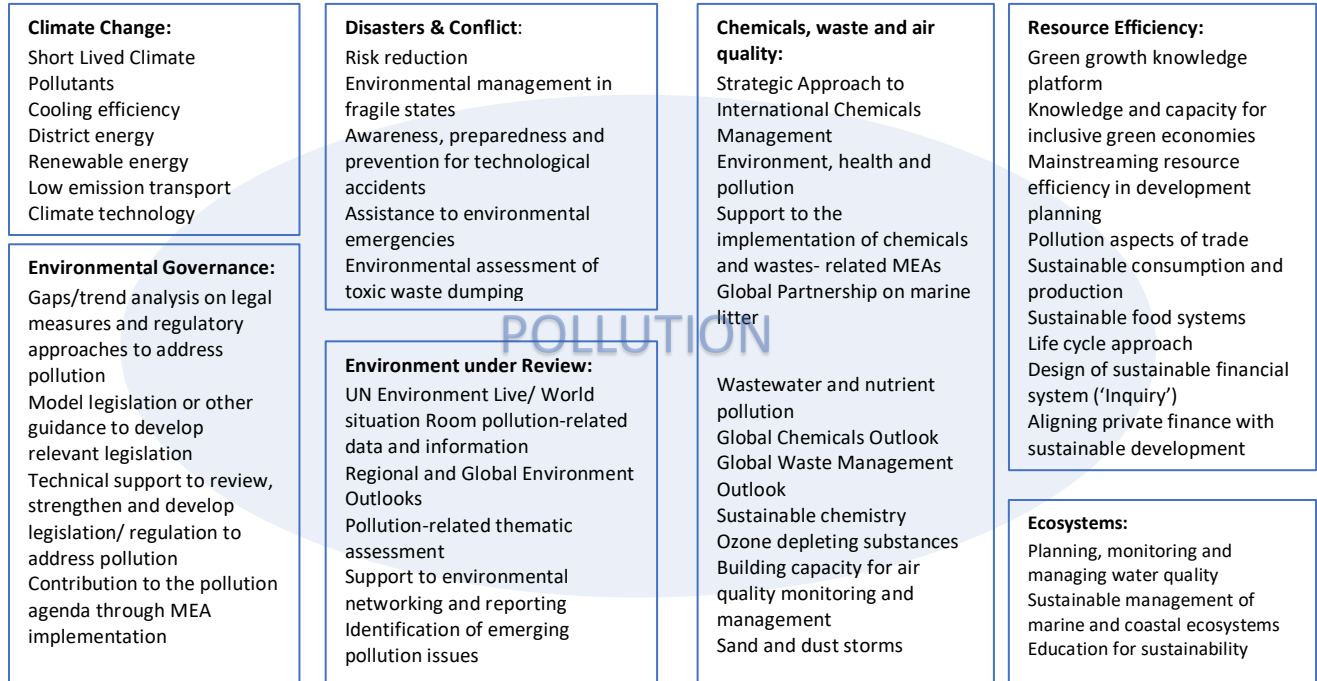 Climate Change:
Short Lived Climate
Pollutants
Cooling efficiency
District energy
Renewable energy
Low emission transport
Climate technology
Environmental Governance:
Gaps/trend analysis on legal
measures and regulatory
approaches to address
pollution
Model legislation or other
guidance to develop
relevant legislation
Technical support to review,
strengthen and develop
legislation/ regulation to
address pollution
Contribution to the pollution
agenda through MEA
implementation
Disasters & Conflict:
Risk reduction
Environmental management in
fragile states
Awareness, preparedness and
prevention for technological
accidents
Assistance to environmental
emergencies
Environmental assessment of
toxic waste dumping
POLLUTION
Environment under Review:
UN Environment Live/ World
situation Room pollution-related
data and information
Regional and Global Environment
Outlooks
Pollution-related thematic
assessment
Support to environmental
networking and reporting
Identification of emerging
pollution issues
Chemicals, waste and air
quality:
Strategic Approach to
International Chemicals
Management
Environment, health and
pollution
Support to the
implementation of chemicals
and wastes- related MEAs
Global Partnership on marine
litter
Wastewater and nutrient
pollution
Global Chemicals Outlook
Global Waste Management
Outlook
Sustainable chemistry
Ozone depleting substances
Building capacity for air
quality monitoring and
management
Sand and dust storms
Resource Efficiency:
Green growth knowledge
platform
Knowledge and capacity for
inclusive green economies
Mainstreaming resource
efficiency in development
planning
Pollution aspects of trade
Sustainable consumption and
production
Sustainable food systems
Life cycle approach
Design of sustainable financial
system (‘Inquiry’)
Aligning private finance with
sustainable development
Ecosystems:
Planning, monitoring and
managing water quality
Sustainable management of
marine and coastal ecosystems
Education for sustainability